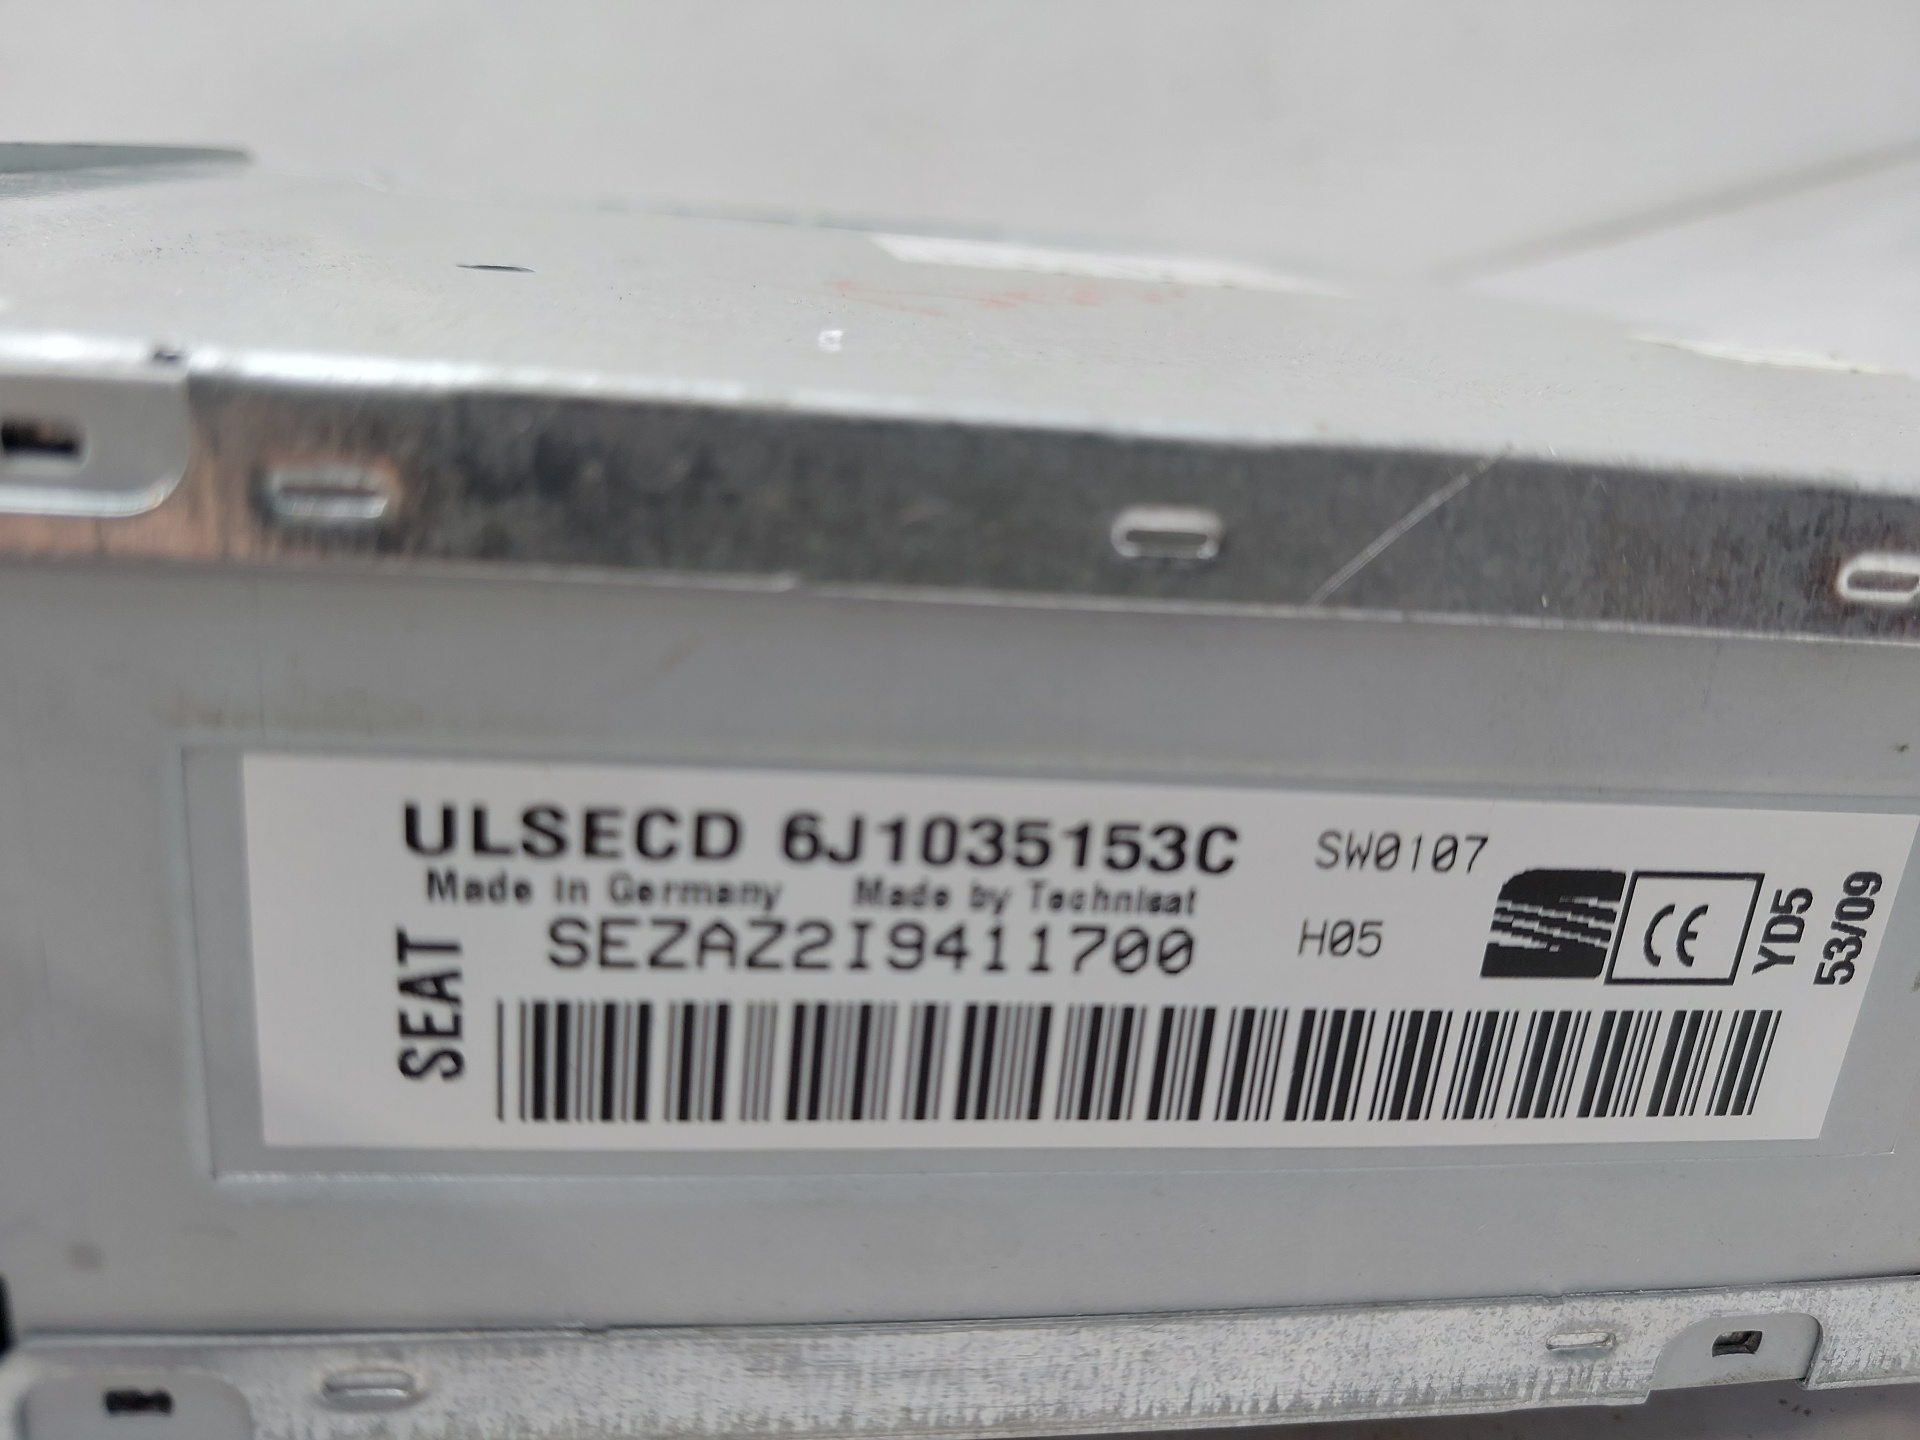 ULSECD 6J1035153C SW0107
Made in Germany Made by Technisat
SEZAZ2I9411700 H05
SEAT
CE
YD5
53/09